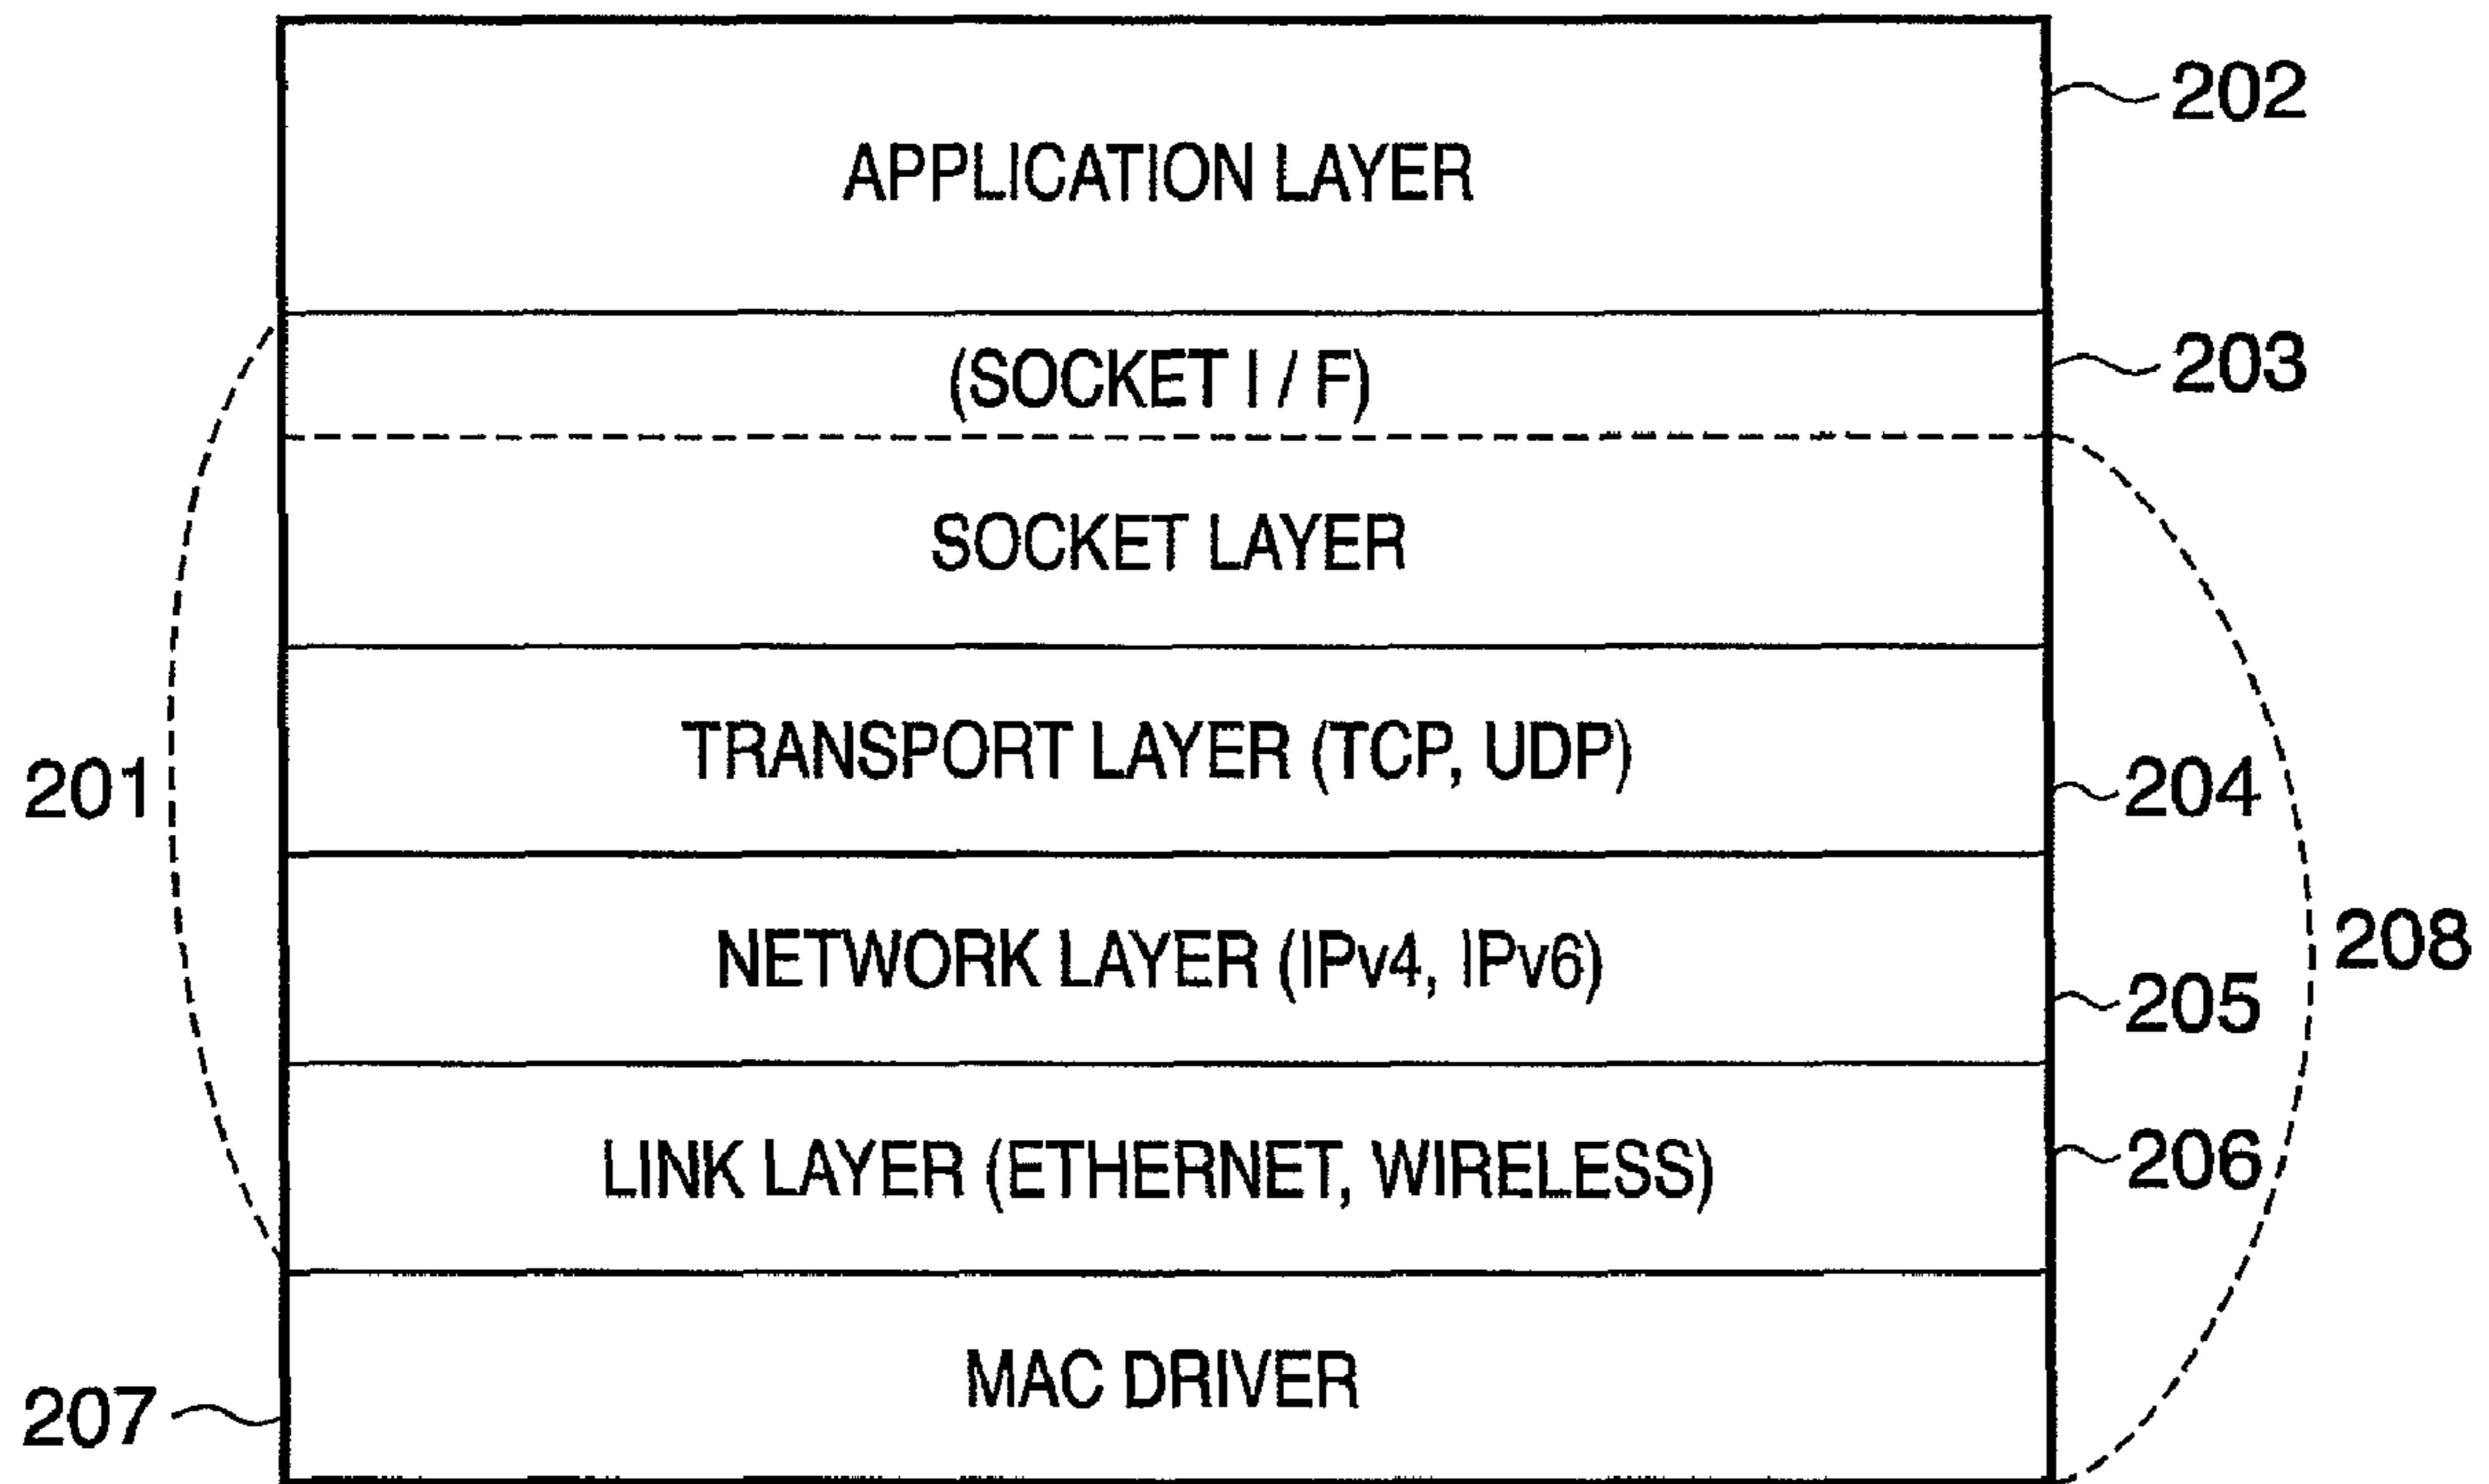 APPLICATION LAYER
202
(SOCKET I / F)
203
SOCKET LAYER
TRANSPORT LAYER (TCP, UDP)
201
204
NETWORK LAYER (IPv4, IPv6)
208
205
LINK LAYER (ETHERNET, WIRELESS)
206
MAC DRIVER
207